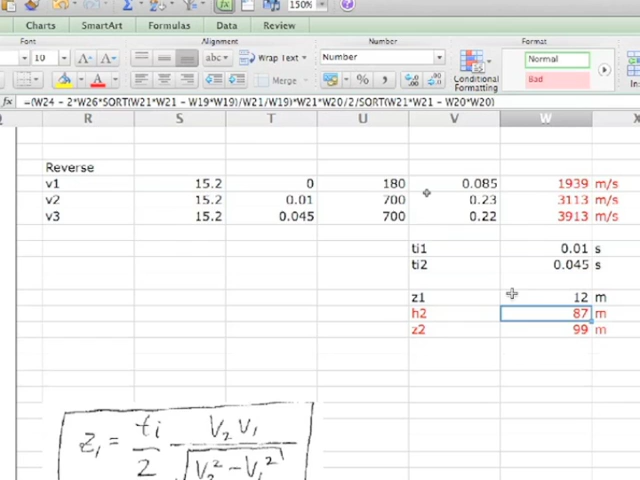 150%
Charts SmartArt Formulas Data Review
Font Alignment Number Format
10 A A abc Wrap Text Number Normal
Merge % Conditional Formatting Bad
fx =(W24 - 2*W26*SQRT(W21*W21 - W19*W19)/W21/W19)*W21*W20/2/SQRT(W21*W21 - W20*W20)
Q R S T U V W X
Reverse
v1 15.2 0 180 0.085 1939 m/s
v2 15.2 0.01 700 0.23 3113 m/s
v3 15.2 0.045 700 0.22 3913 m/s
ti1 0.01 s
ti2 0.045 s
z1 12 m
h2 87 m
z2 99 m
z₁ = ti/2 V₂V₁/√V₂² - V₁²